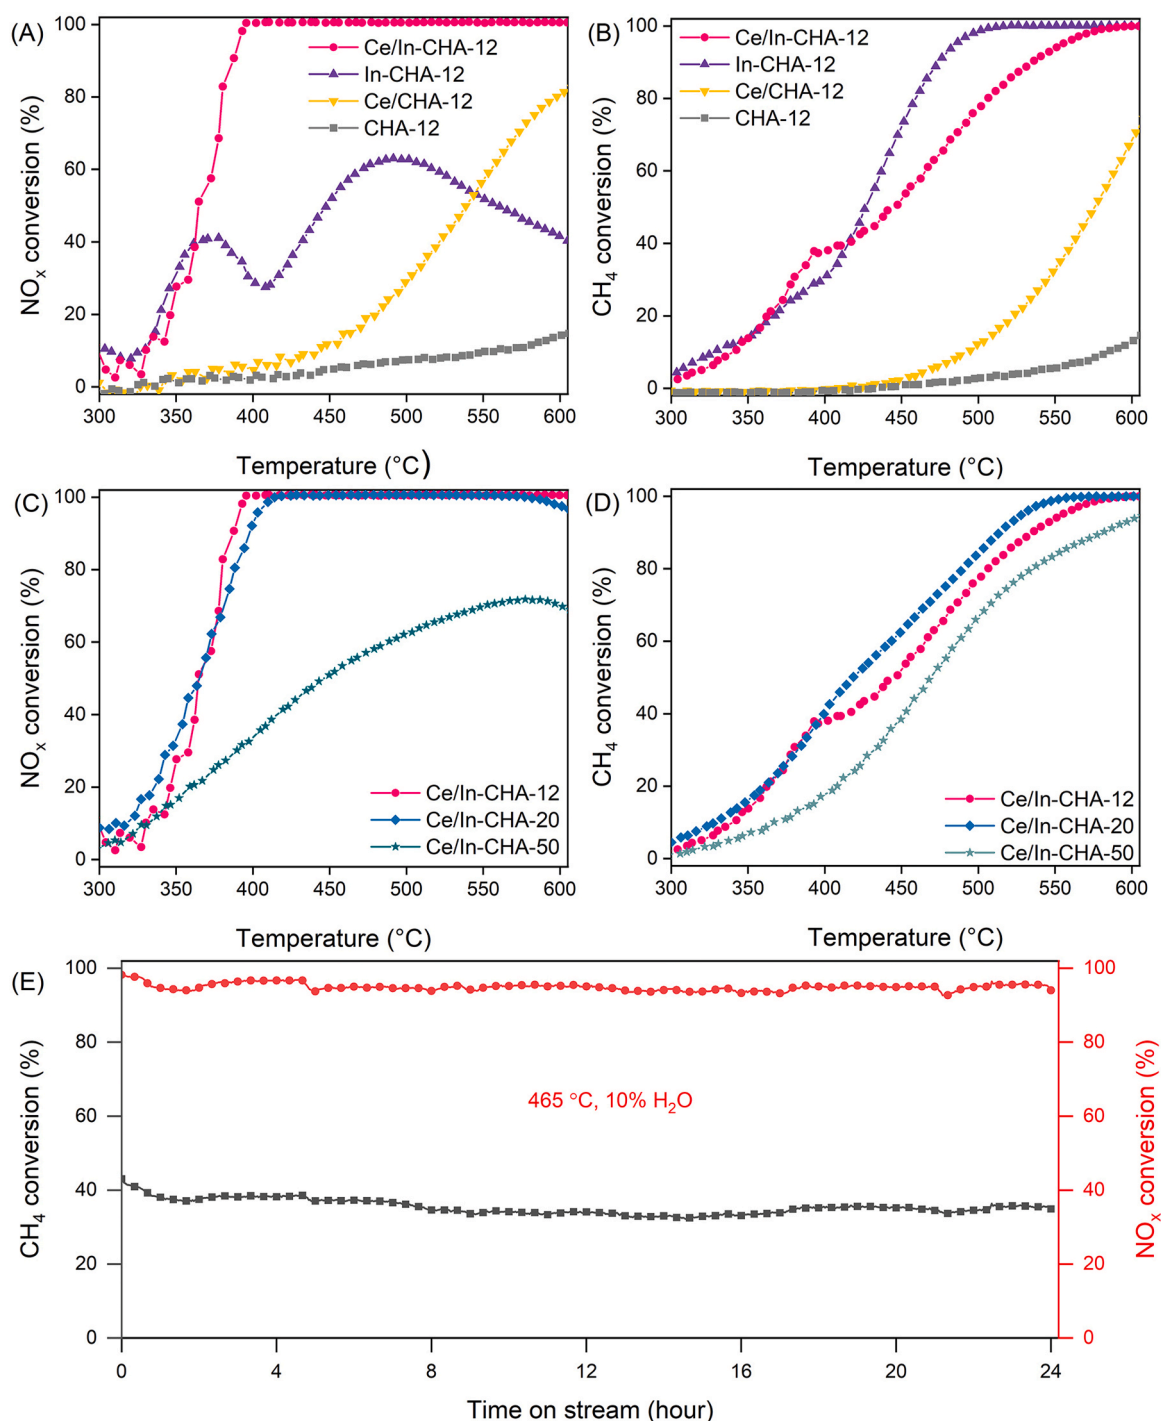 (A)
NOx conversion (%)
100
80
60
40
20
0
Ce/In-CHA-12
In-CHA-12
Ce/CHA-12
CHA-12
300 350 400 450 500 550 600
Temperature (°C)
(B)
CH4 conversion (%)
100
80
60
40
20
0
Ce/In-CHA-12
In-CHA-12
Ce/CHA-12
CHA-12
300 350 400 450 500 550 600
Temperature (°C)
(C)
NOx conversion (%)
100
80
60
40
20
0
Ce/In-CHA-12
Ce/In-CHA-20
Ce/In-CHA-50
300 350 400 450 500 550 600
Temperature (°C)
(D)
CH4 conversion (%)
100
80
60
40
20
0
Ce/In-CHA-12
Ce/In-CHA-20
Ce/In-CHA-50
300 350 400 450 500 550 600
Temperature (°C)
(E)
CH4 conversion (%)
100
80
60
40
20
0
465 °C, 10% H2O
100
80
60
40
20
0
NOx conversion (%)
0 4 8 12 16 20 24
Time on stream (hour)